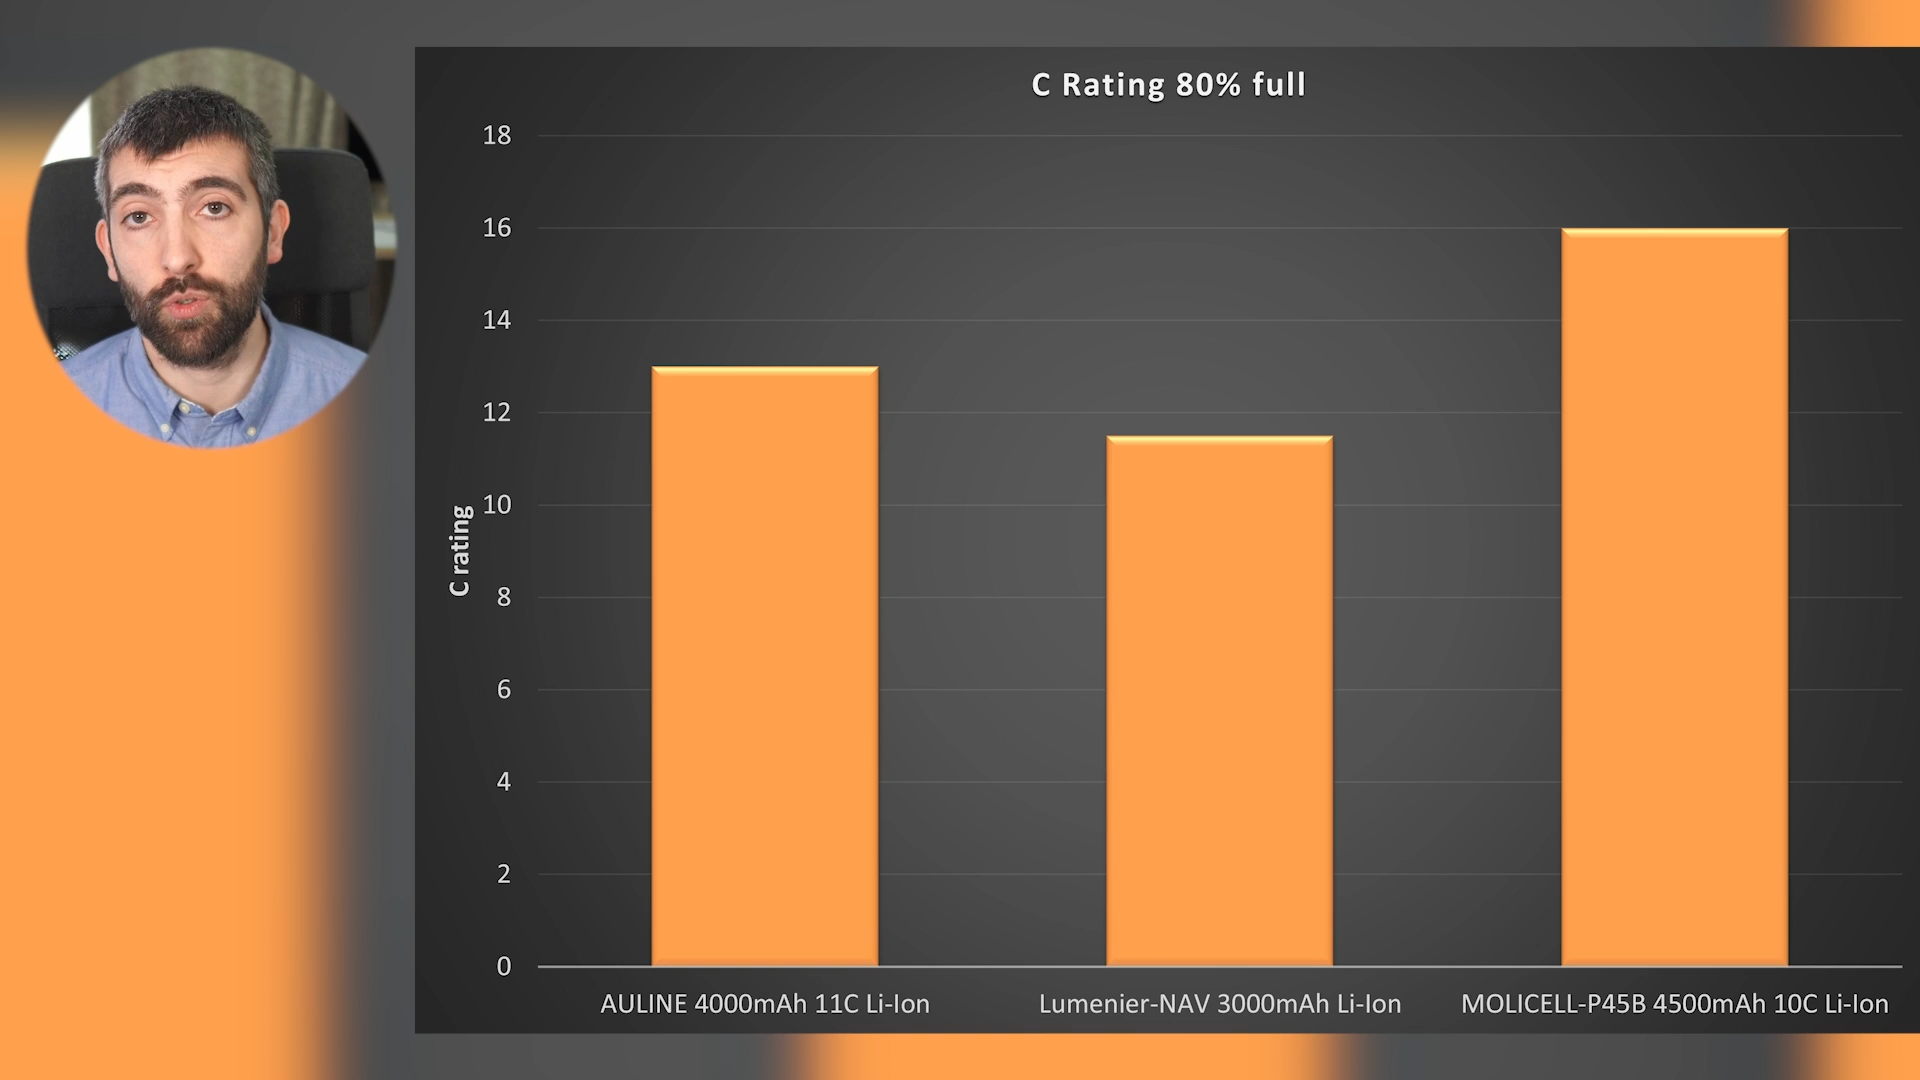 C Rating 80% full
18
16
14
12
10
8
6
4
2
0
C rating
AULINE 4000mAh 11C Li-Ion
Lumenier-NAV 3000mAh Li-Ion
MOLICELL-P45B 4500mAh 10C Li-Ion